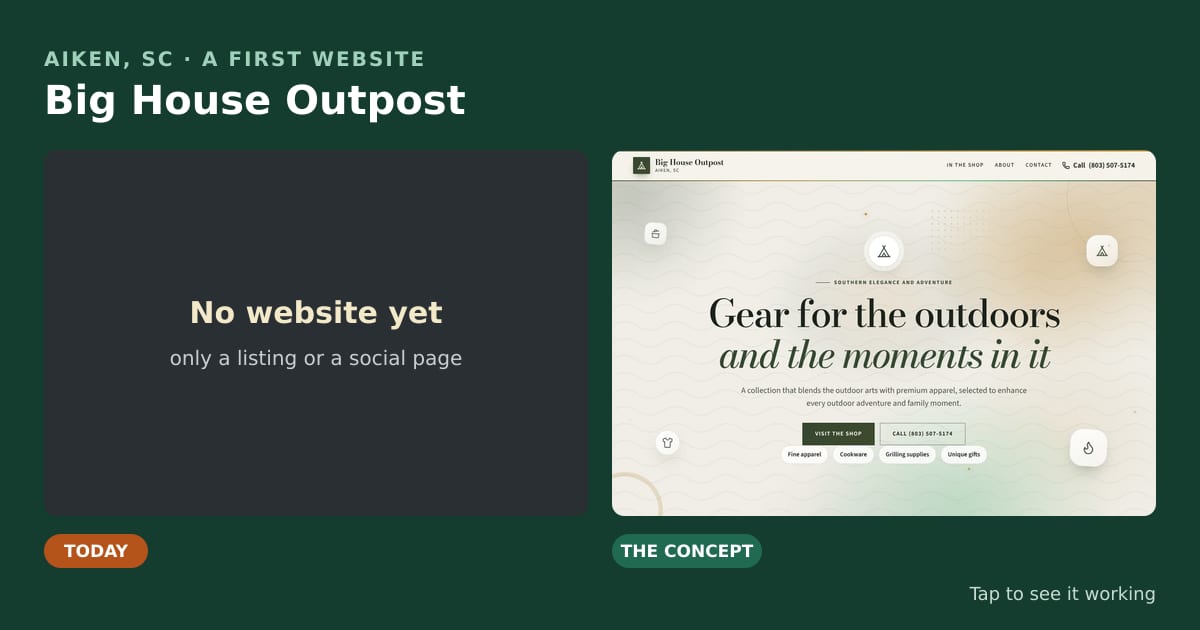 AIKEN, SC · A FIRST WEBSITE
Big House Outpost
No website yet
only a listing or a social page
TODAY
Big House Outpost
AIKEN, SC
IN THE SHOP
ABOUT
CONTACT
Call (803) 507-5174
SOUTHERN ELEGANCE AND ADVENTURE
Gear for the outdoors
and the moments in it
A collection that blends the outdoor arts with premium apparel, selected to enhance
every outdoor adventure and family moment.
VISIT THE SHOP
CALL (803) 507-5174
Fine apparel
Cookware
Grilling supplies
Unique gifts
THE CONCEPT
Tap to see it working